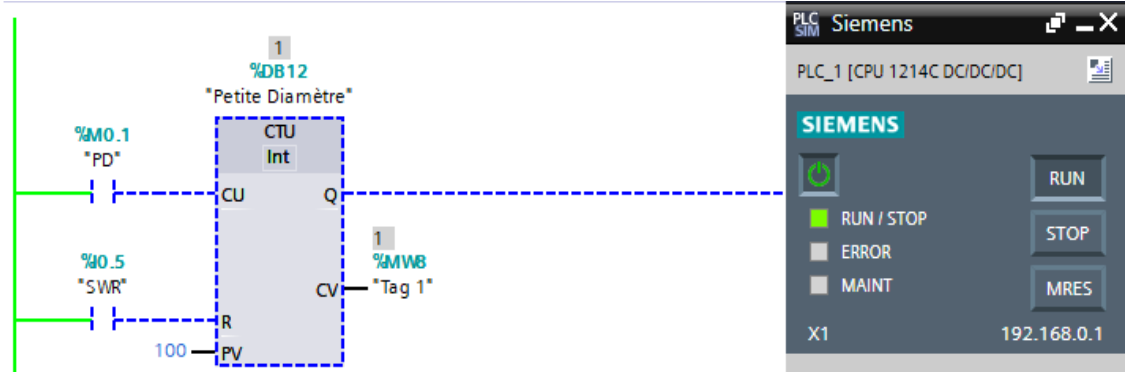 1
%DB12
"Petite Diamètre"
CTU
Int
%M0.1
"PD"
CU
Q
1
%MW8
"Tag 1"
CV
%I0.5
"SWR"
R
100
PV
PLC SIM Siemens
PLC_1 [CPU 1214C DC/DC/DC]
SIEMENS
RUN
RUN / STOP
STOP
ERROR
MAINT
MRES
X1
192.168.0.1